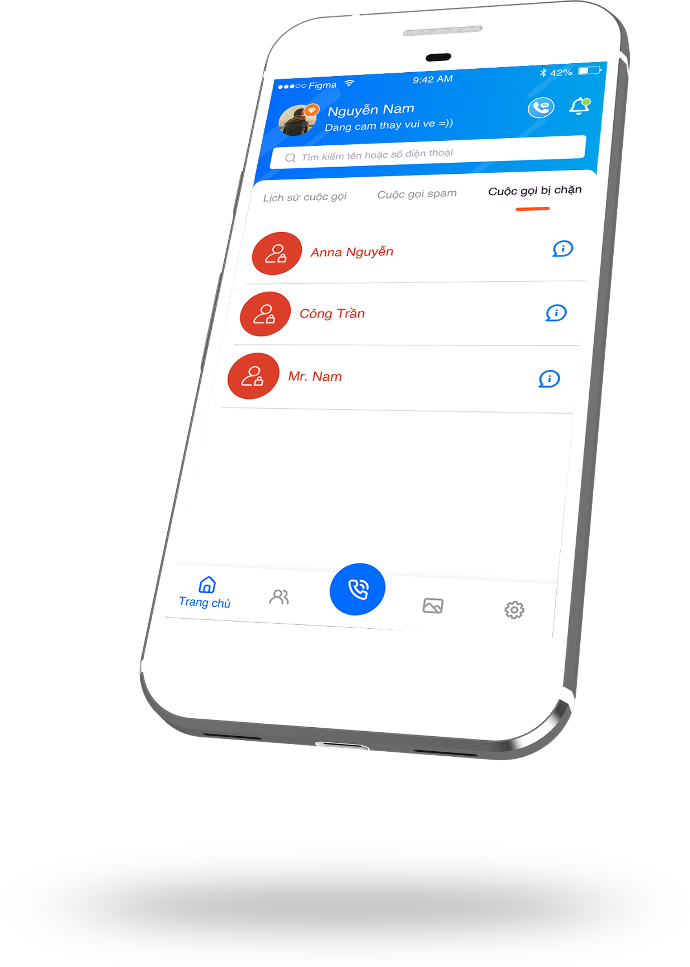 Figma 9:42 AM 42%
Nguyễn Nam
Dang cam thay vui ve =))
Tìm kiếm tên hoặc số điện thoại
Lịch sử cuộc gọi Cuộc gọi spam Cuộc gọi bị chặn
Anna Nguyễn
Công Trần
Mr. Nam
Trang chủ